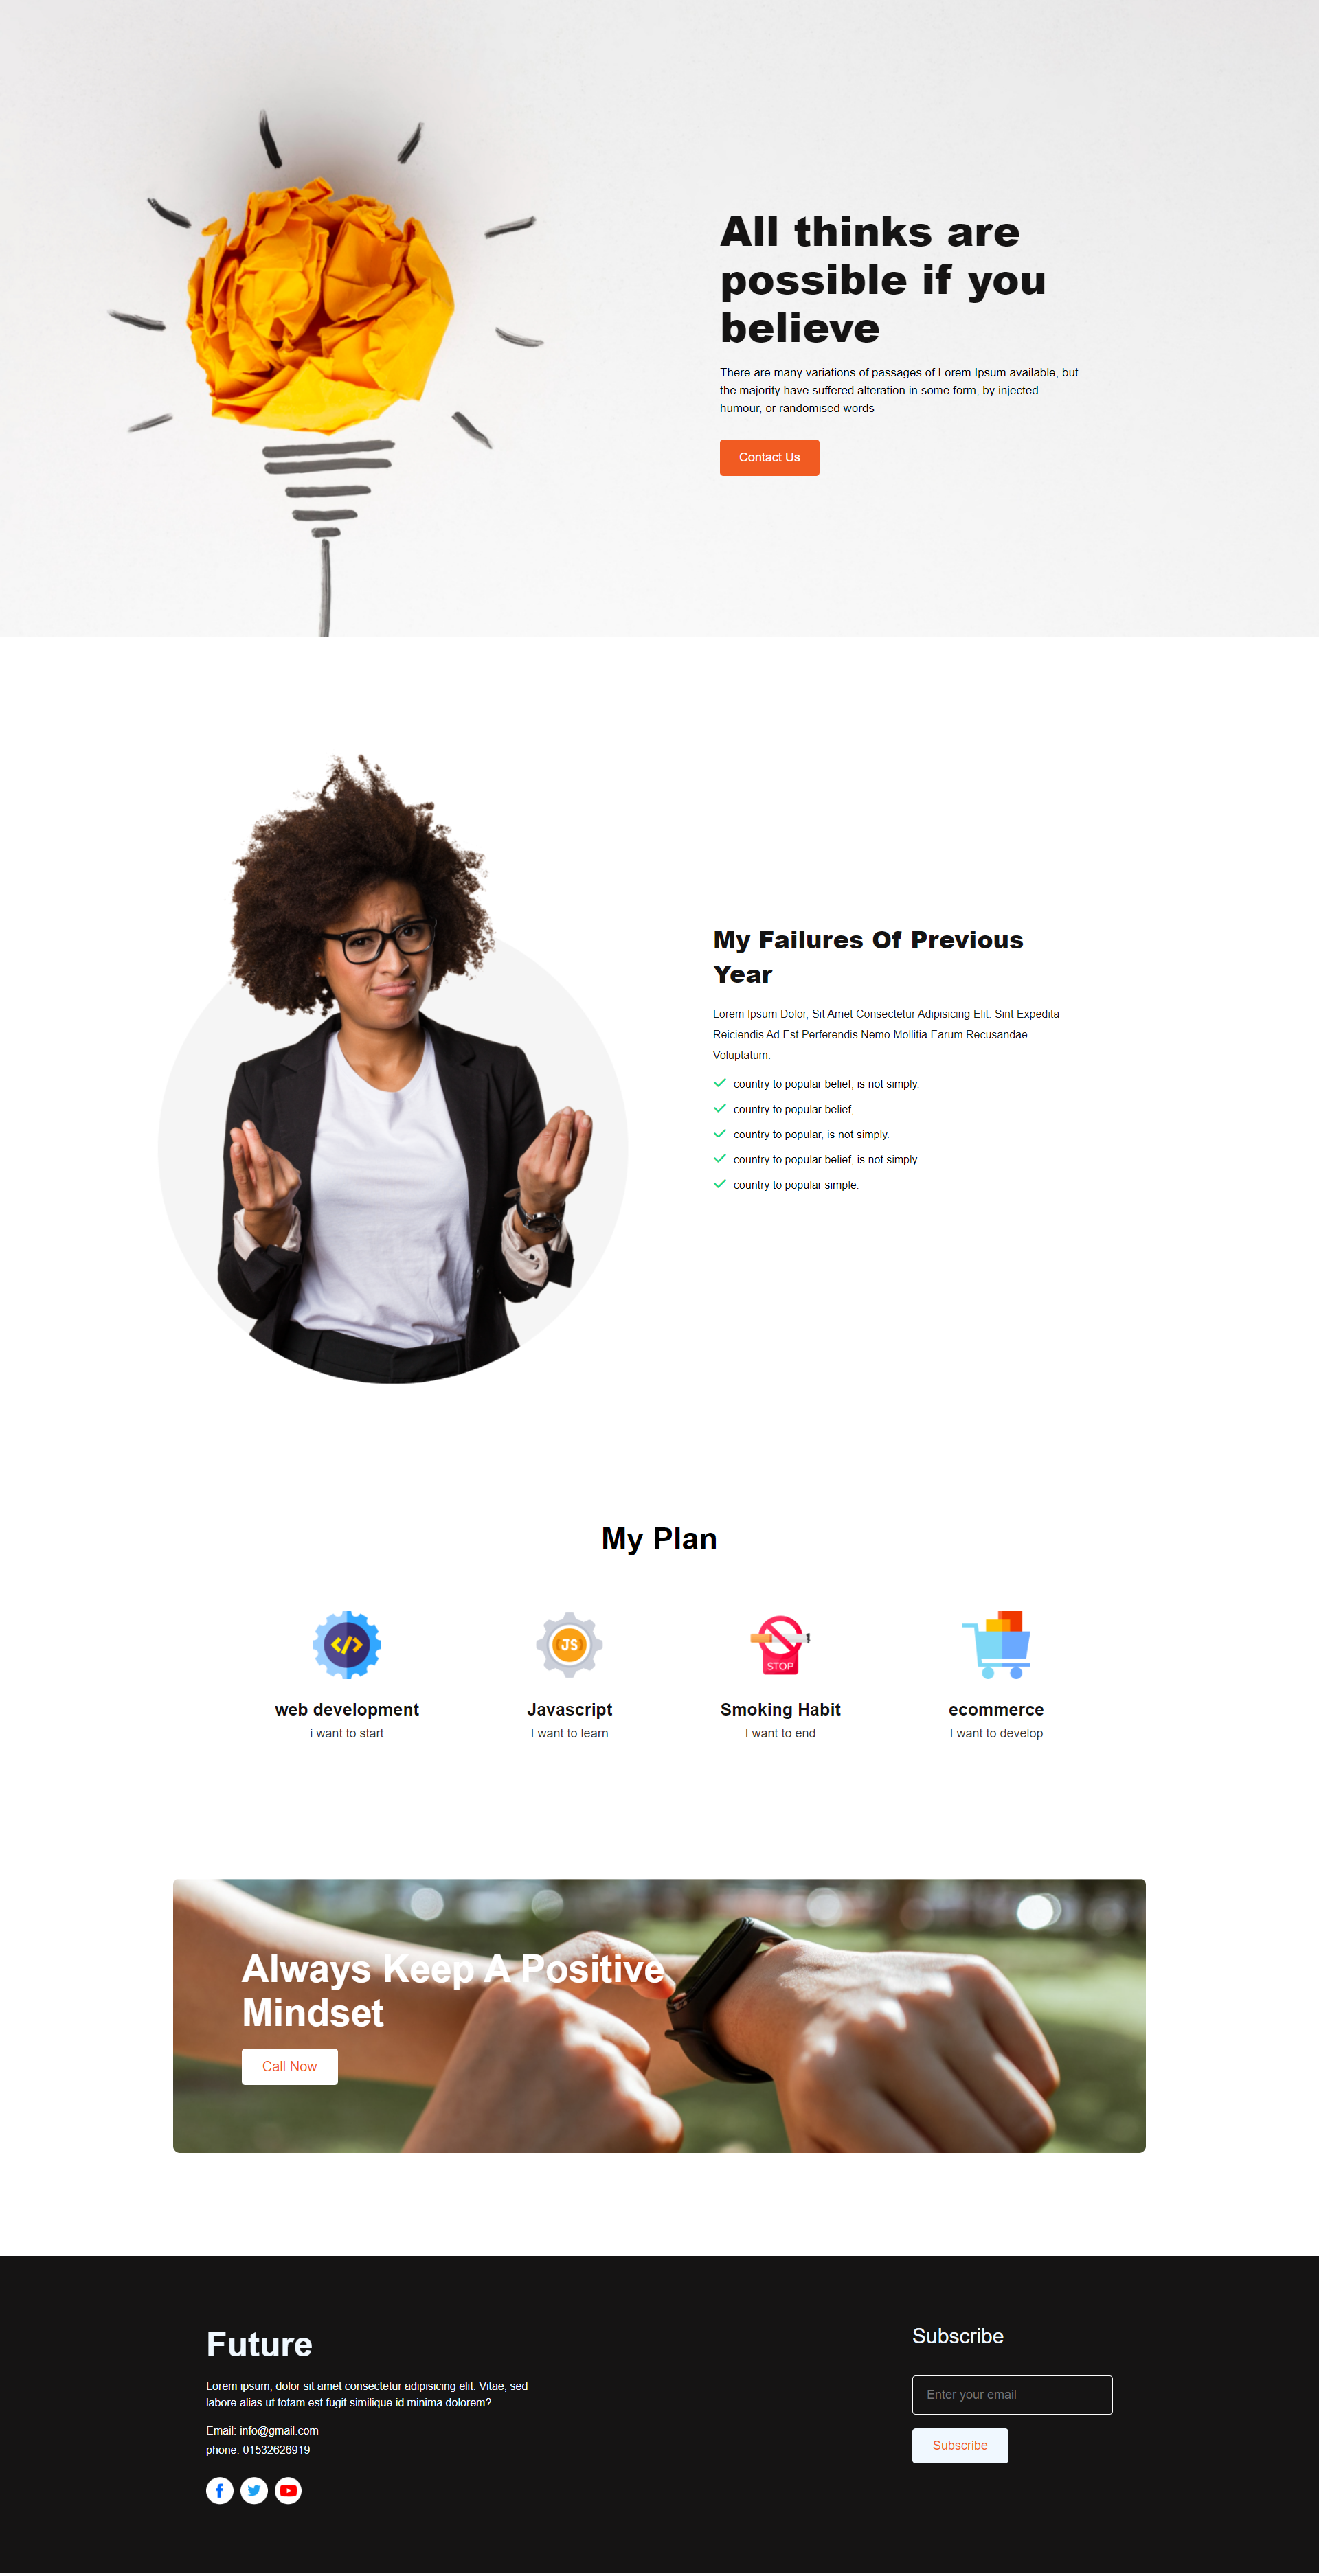 All thinks are
possible if you
believe
There are many variations of passages of Lorem Ipsum available, but
the majority have suffered alteration in some form, by injected
humour, or randomised words
Contact Us
My Failures Of Previous
Year
Lorem Ipsum Dolor, Sit Amet Consectetur Adipisicing Elit. Sint Expedita
Reiciendis Ad Est Perferendis Nemo Mollitia Earum Recusandae
Voluptatum.
country to popular belief, is not simply.
country to popular belief,
country to popular, is not simply.
country to popular belief, is not simply.
country to popular simple.
My Plan
</>
JS
STOP
web development
i want to start
Javascript
I want to learn
Smoking Habit
I want to end
ecommerce
I want to develop
Always Keep A Positive
Mindset
Call Now
Future
Lorem ipsum, dolor sit amet consectetur adipisicing elit. Vitae, sed
labore alias ut totam est fugit similique id minima dolorem?
Email: info@gmail.com
phone: 01532626919
Subscribe
Enter your email
Subscribe